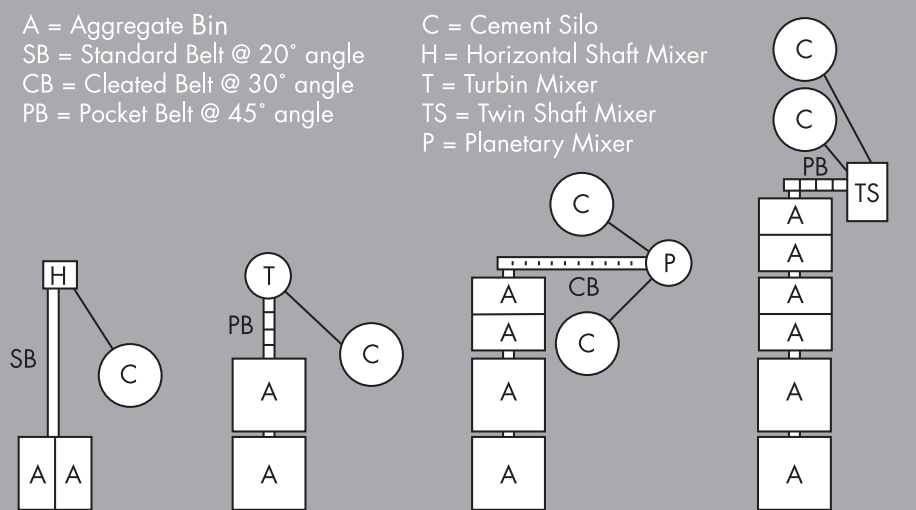 A = Aggregate Bin
SB = Standard Belt @ 20˚ angle
CB = Cleated Belt @ 30˚ angle
PB = Pocket Belt @ 45˚ angle
C = Cement Silo
H = Horizontal Shaft Mixer
T = Turbin Mixer
TS = Twin Shaft Mixer
P = Planetary Mixer
H
SB
C
A A
T
PB
C
A
A
C
P
CB
A
A
C
A
A
C
C
PB
TS
A
A
A
A
A
A